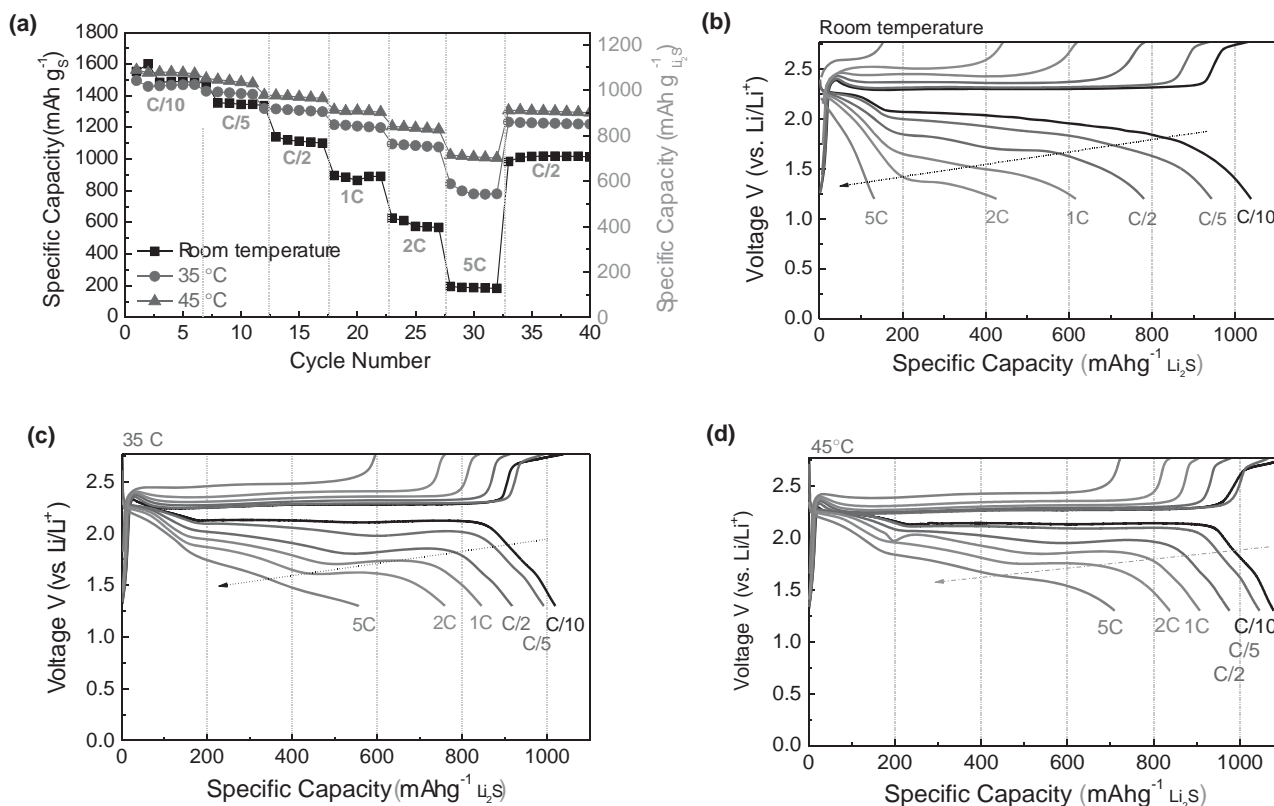 (a)
1800
1600
1400
1200
1000
800
600
400
200
0
Specific Capacity (mAh g⁻¹ S)
0 5 10 15 20 25 30 35 40
Cycle Number
1200
1000
800
600
400
200
0
Specific Capacity (mAh g⁻¹ Li₂S)
C/10
C/5
C/2
1C
2C
5C
C/2
Room temperature
35 °C
45 °C
(b)
Room temperature
2.5
2.0
1.5
1.0
0.5
0.0
Voltage V (vs. Li/Li⁺)
5C 2C 1C C/2 C/5 C/10
0 200 400 600 800 1000
Specific Capacity (mAhg⁻¹ Li₂S)
(c)
35 C
2.5
2.0
1.5
1.0
0.5
0.0
Voltage V (vs. Li/Li⁺)
5C 2C 1C C/2 C/10
C/5
0 200 400 600 800 1000
Specific Capacity (mAhg⁻¹ Li₂S)
(d)
45°C
2.5
2.0
1.5
1.0
0.5
0.0
Voltage V (vs. Li/Li⁺)
5C 2C 1C C/10
C/5
C/2
0 200 400 600 800 1000
Specific Capacity (mAhg⁻¹ Li₂S)